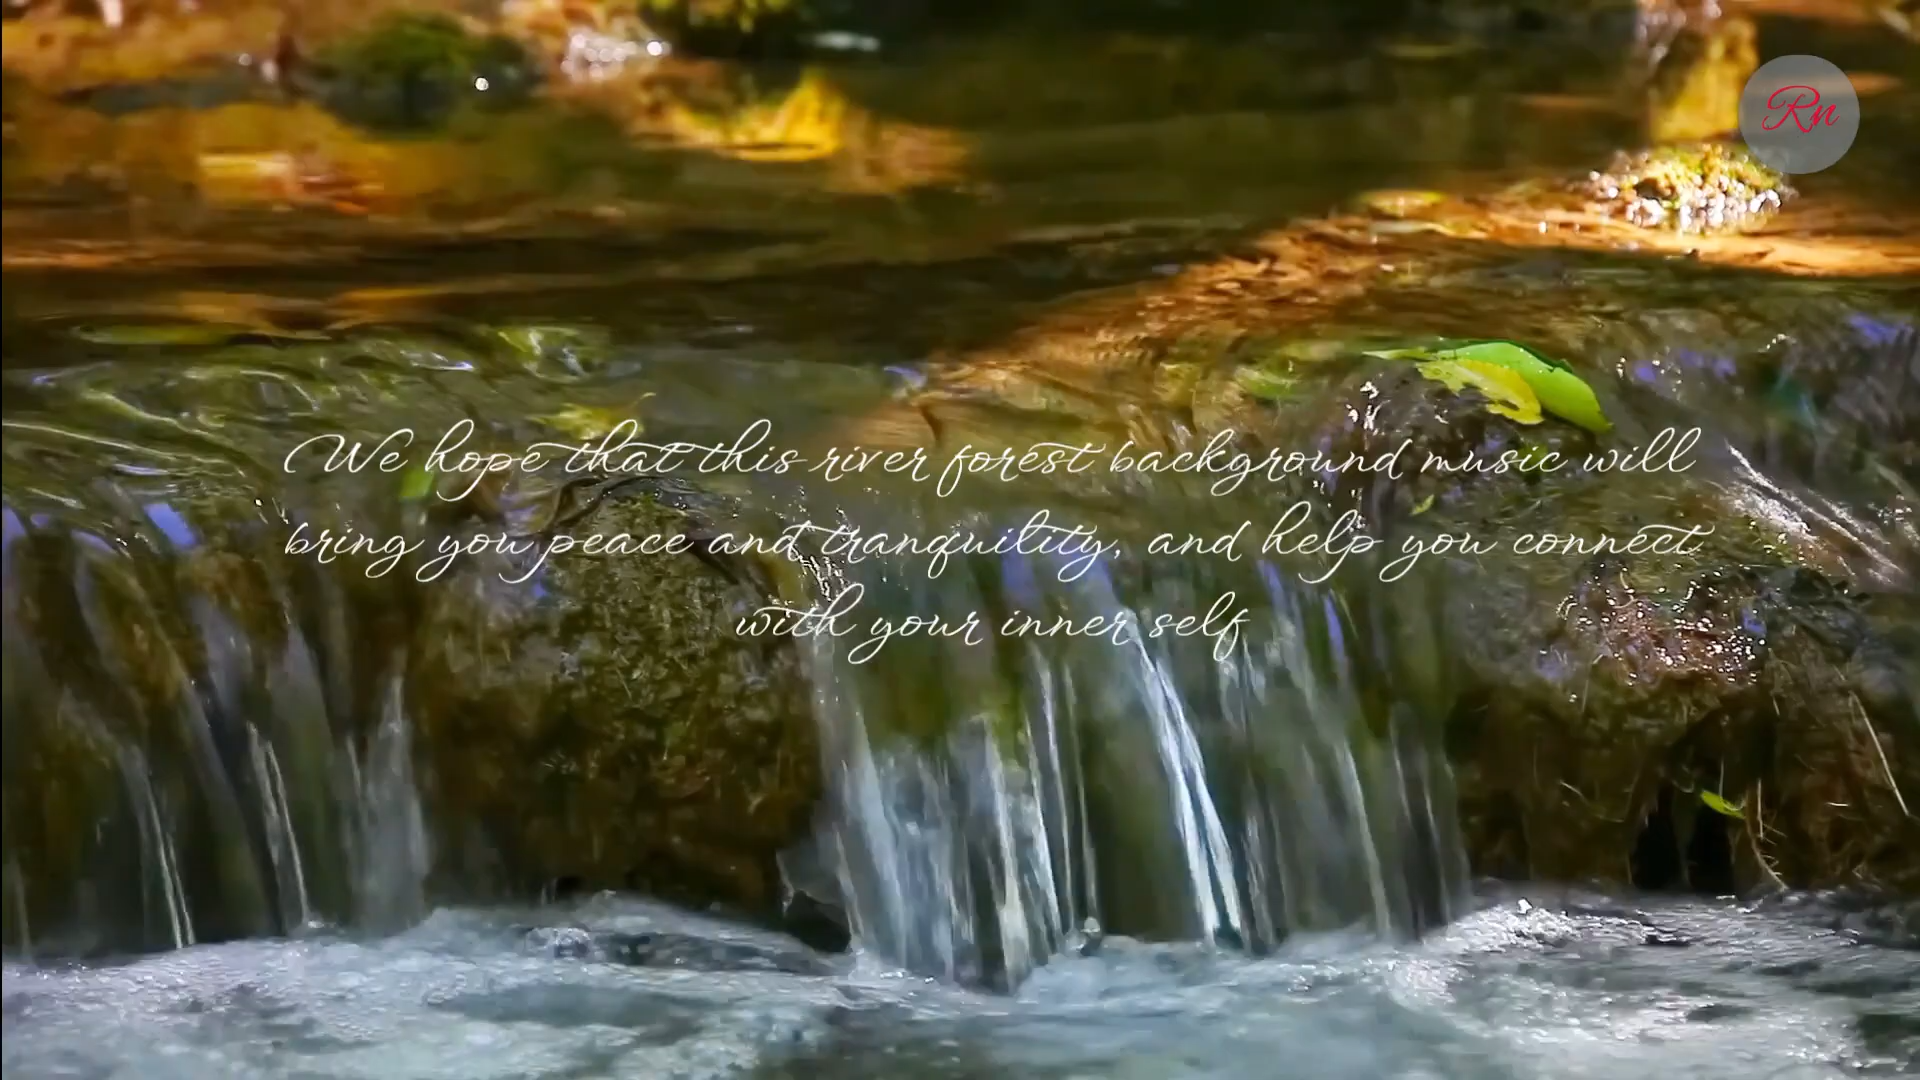 Rn
We hope that this river forest background music will
bring you peace and tranquility, and help you connect
with your inner self